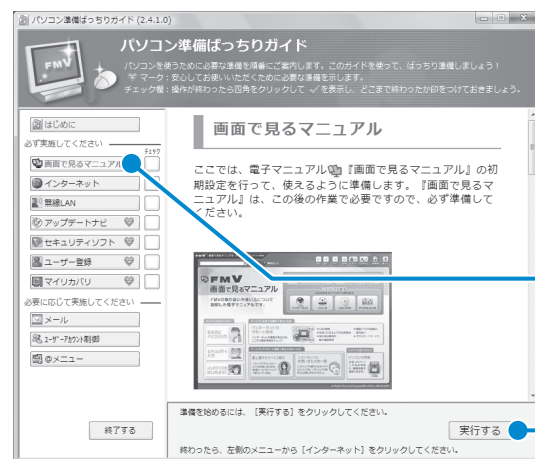 パソコン準備ばっちりガイド (2.4.1.0)
FMV
パソコン準備ばっちりガイド
パソコンを使うために必要な準備を順番にご案内します。このガイドを使って、ばっちり準備しましょう！
マーク：安心してお使いいただくために必要な準備を示します。
チェック欄：操作が終わったら四角をクリックして ✓を表示し、どこまで終わったか印をつけておきましょう。
はじめに
必ず実施してください
チェック
画面で見るマニュアル
インターネット
無線LAN
アップデートナビ
セキュリティソフト
ユーザー登録
マイリカバリ
必要に応じて実施してください
メール
ユーザーアカウント制御
@メニュー
終了する
画面で見るマニュアル
ここでは、電子マニュアル『画面で見るマニュアル』の初
期設定を行って、使えるように準備します。『画面で見るマ
ニュアル』は、この後の作業で必要ですので、必ず準備して
ください。
FMV
画面で見るマニュアル
準備を始めるには、［実行する］をクリックしてください。
実行する
終わったら、左側のメニューから［インターネット］をクリックしてください。